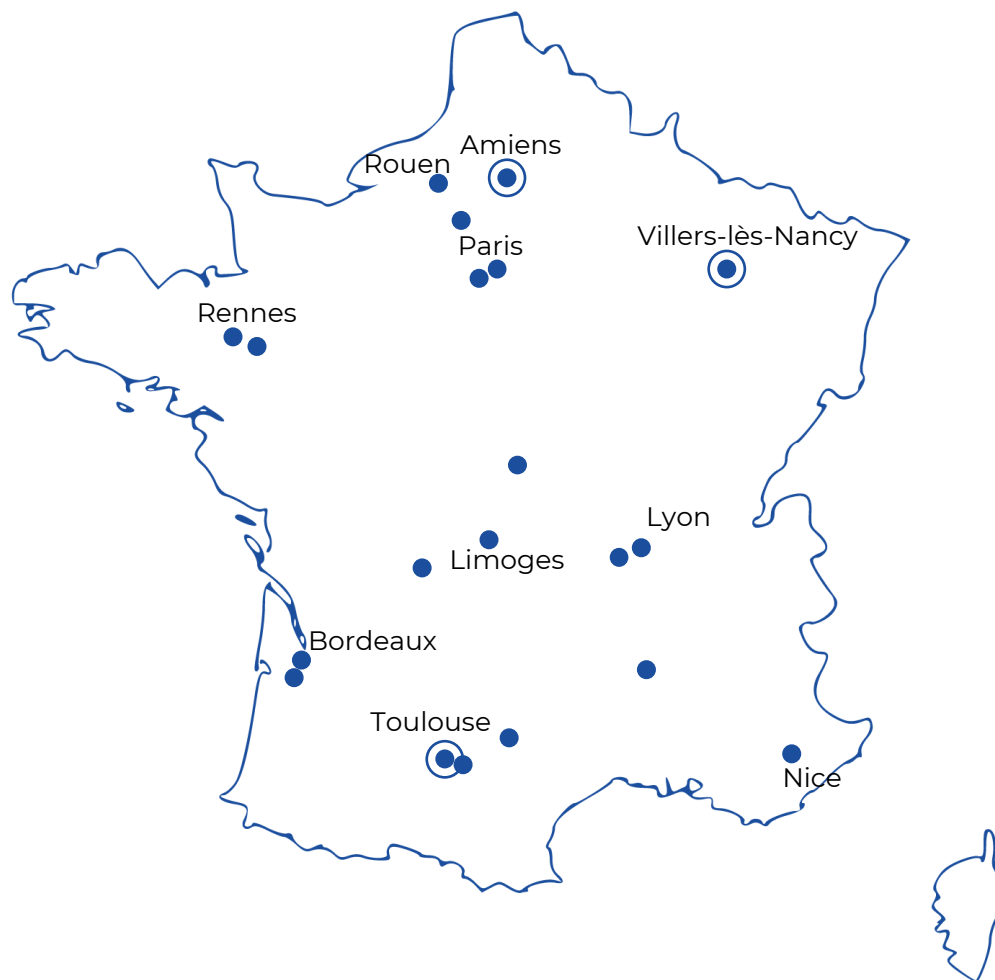 Amiens
Rouen
Villers-lès-Nancy
Paris
Rennes
Lyon
Limoges
Bordeaux
Toulouse
Nice